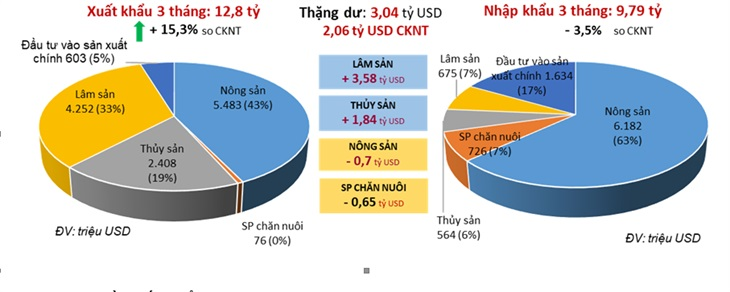 Xuất khẩu 3 tháng: 12,8 tỷ
+ 15,3% so CKNT
Đầu tư vào sản xuất
chính 603 (5%)
Lâm sản
4.252 (33%)
Nông sản
5.483 (43%)
Thủy sản
2.408
(19%)
SP chăn nuôi
76 (0%)
ĐV: triệu USD
Thặng dư: 3,04 tỷ USD
2,06 tỷ USD CKNT
LÂM SẢN
+ 3,58 tỷ USD
THỦY SẢN
+ 1,84 tỷ USD
NÔNG SẢN
- 0,7 tỷ USD
SP CHĂN NUÔI
- 0,65 tỷ USD
Nhập khẩu 3 tháng: 9,79 tỷ
- 3,5% so CKNT
Lâm sản
675 (7%)
Đầu tư vào sản
xuất chính 1.634
(17%)
Nông sản
6.182
(63%)
SP chăn nuôi
726 (7%)
Thủy sản
564 (6%)
ĐV: triệu USD